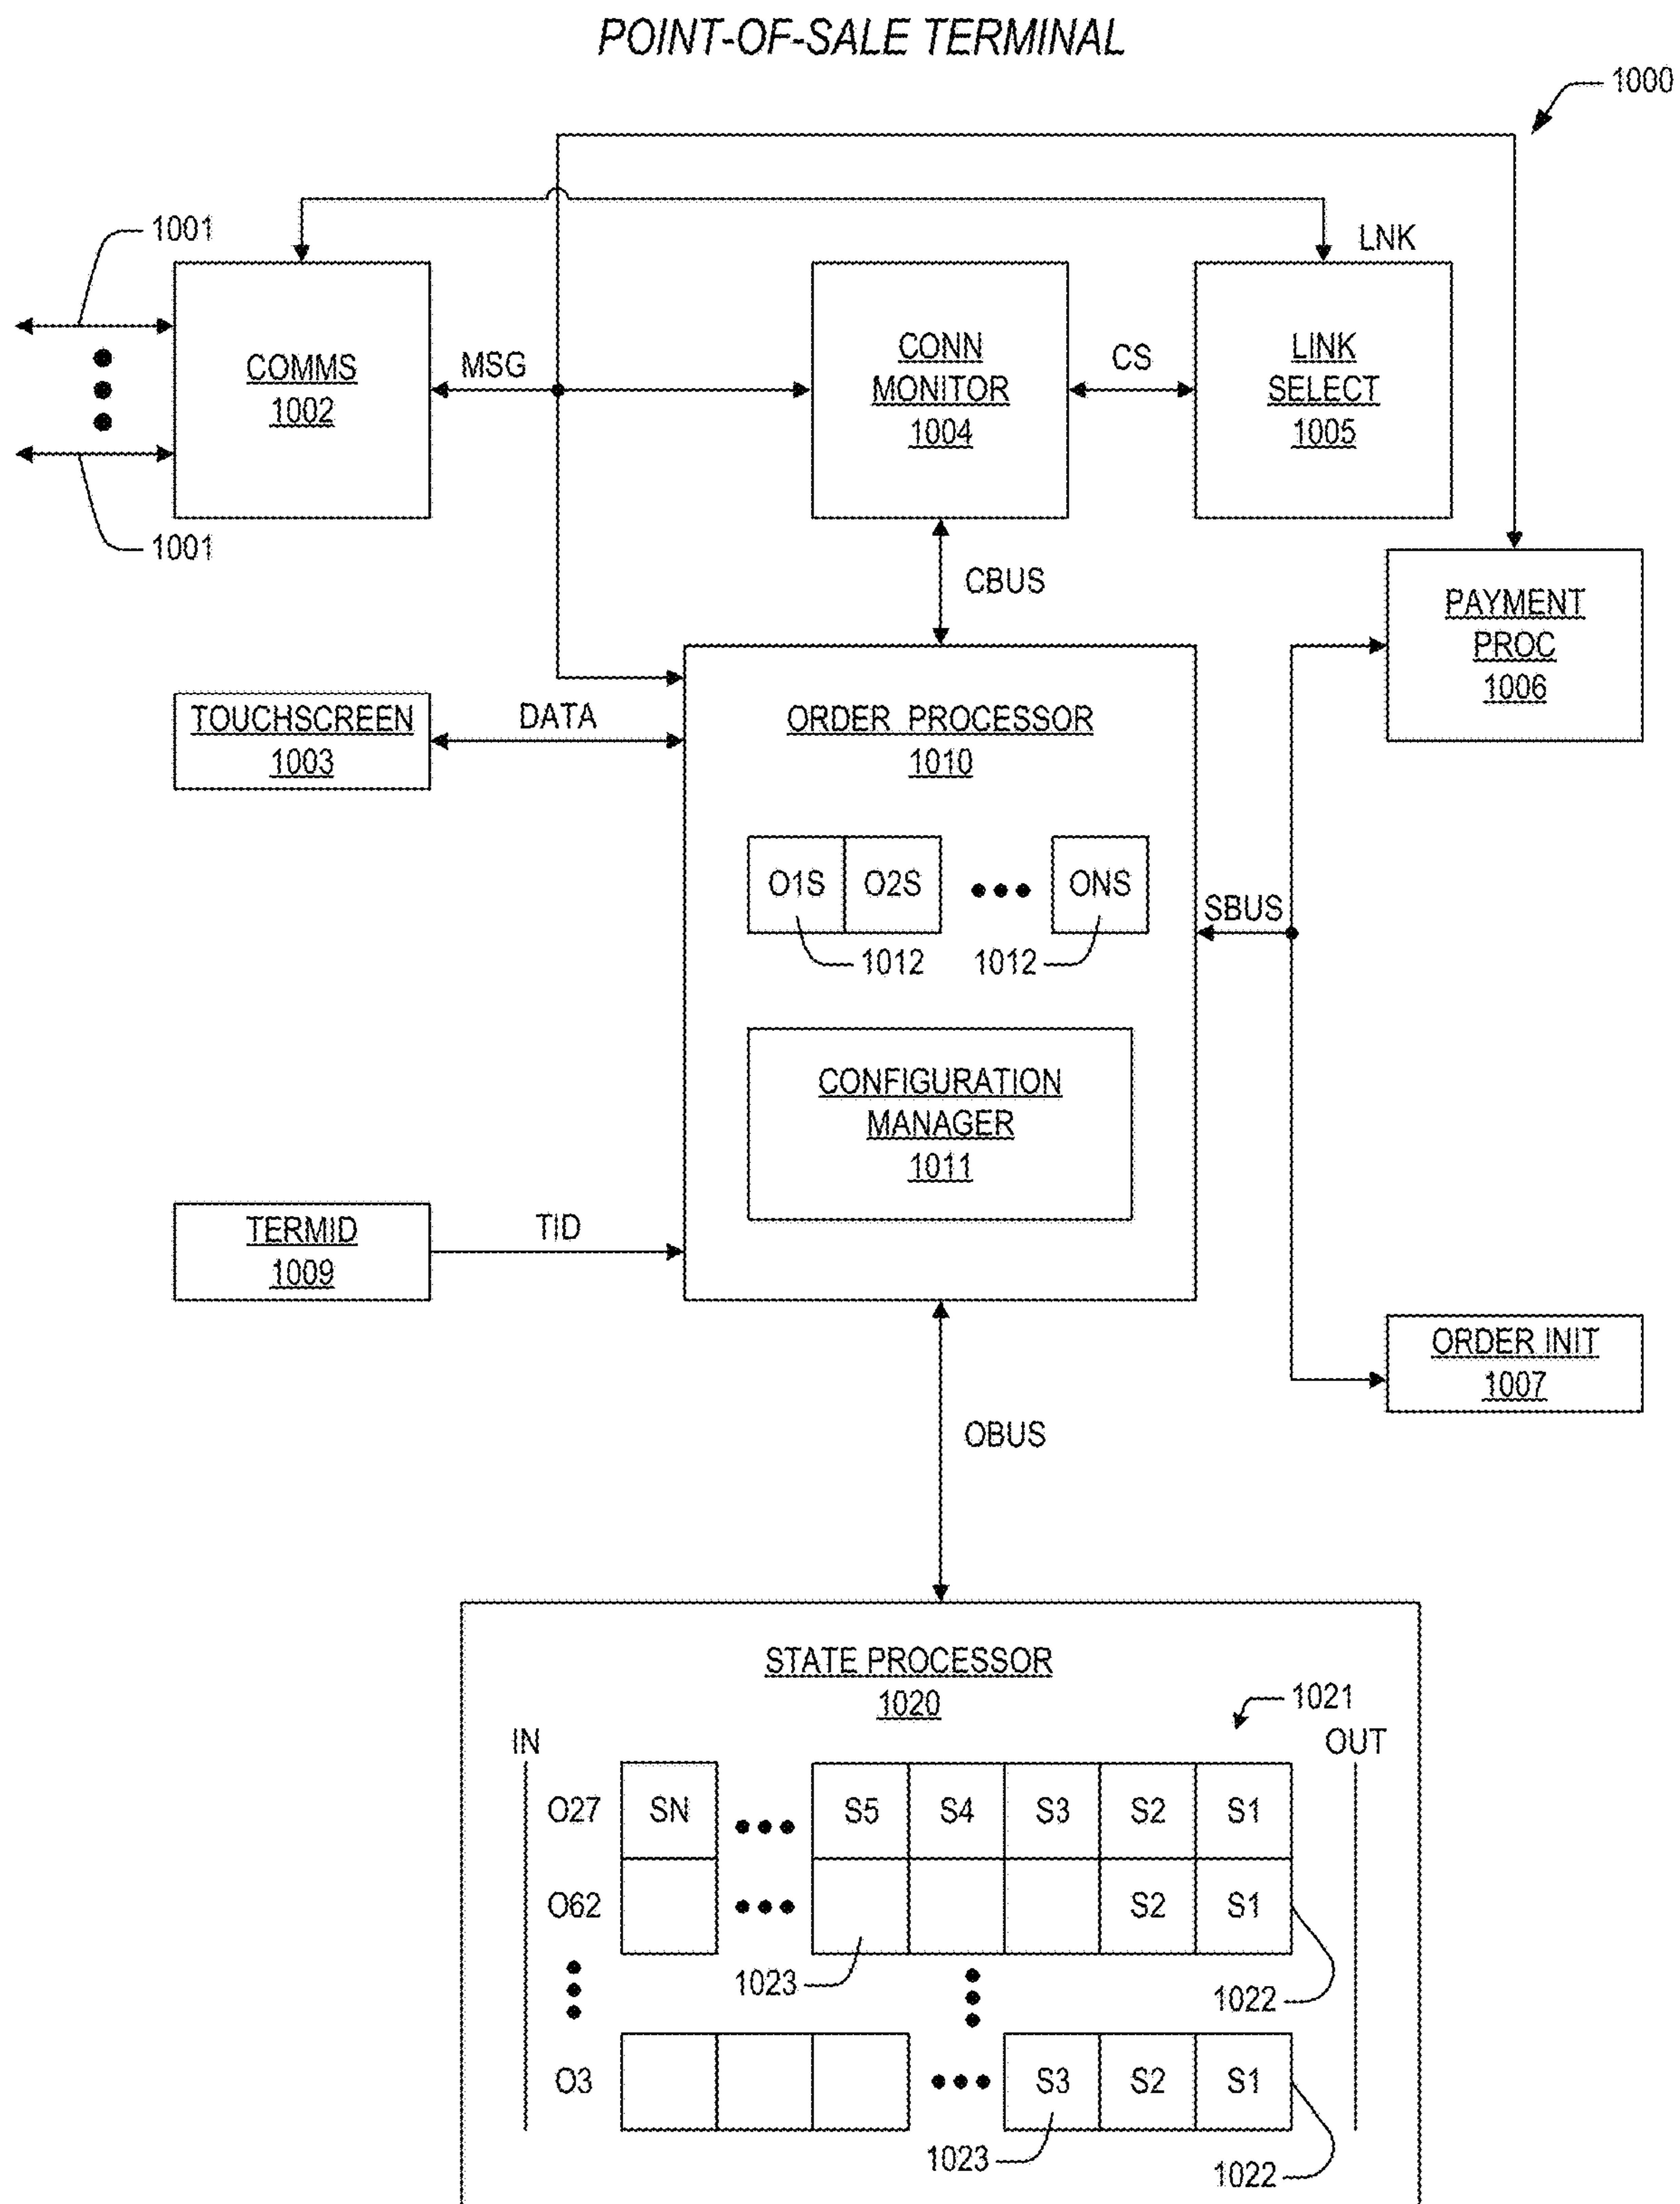 POINT-OF-SALE TERMINAL
1000
1001
LNK
COMMS
1002
MSG
CONN
MONITOR
1004
CS
LINK
SELECT
1005
1001
CBUS
PAYMENT
PROC
1006
TOUCHSCREEN
1003
DATA
ORDER PROCESSOR
1010
O1S O2S ONS
SBUS
1012 1012
CONFIGURATION
MANAGER
1011
TERMID
1009
TID
ORDER INIT
1007
OBUS
STATE PROCESSOR
1020
1021
IN OUT
O27 SN S5 S4 S3 S2 S1
O62 S2 S1
1023 1022
O3 S3 S2 S1
1023 1022